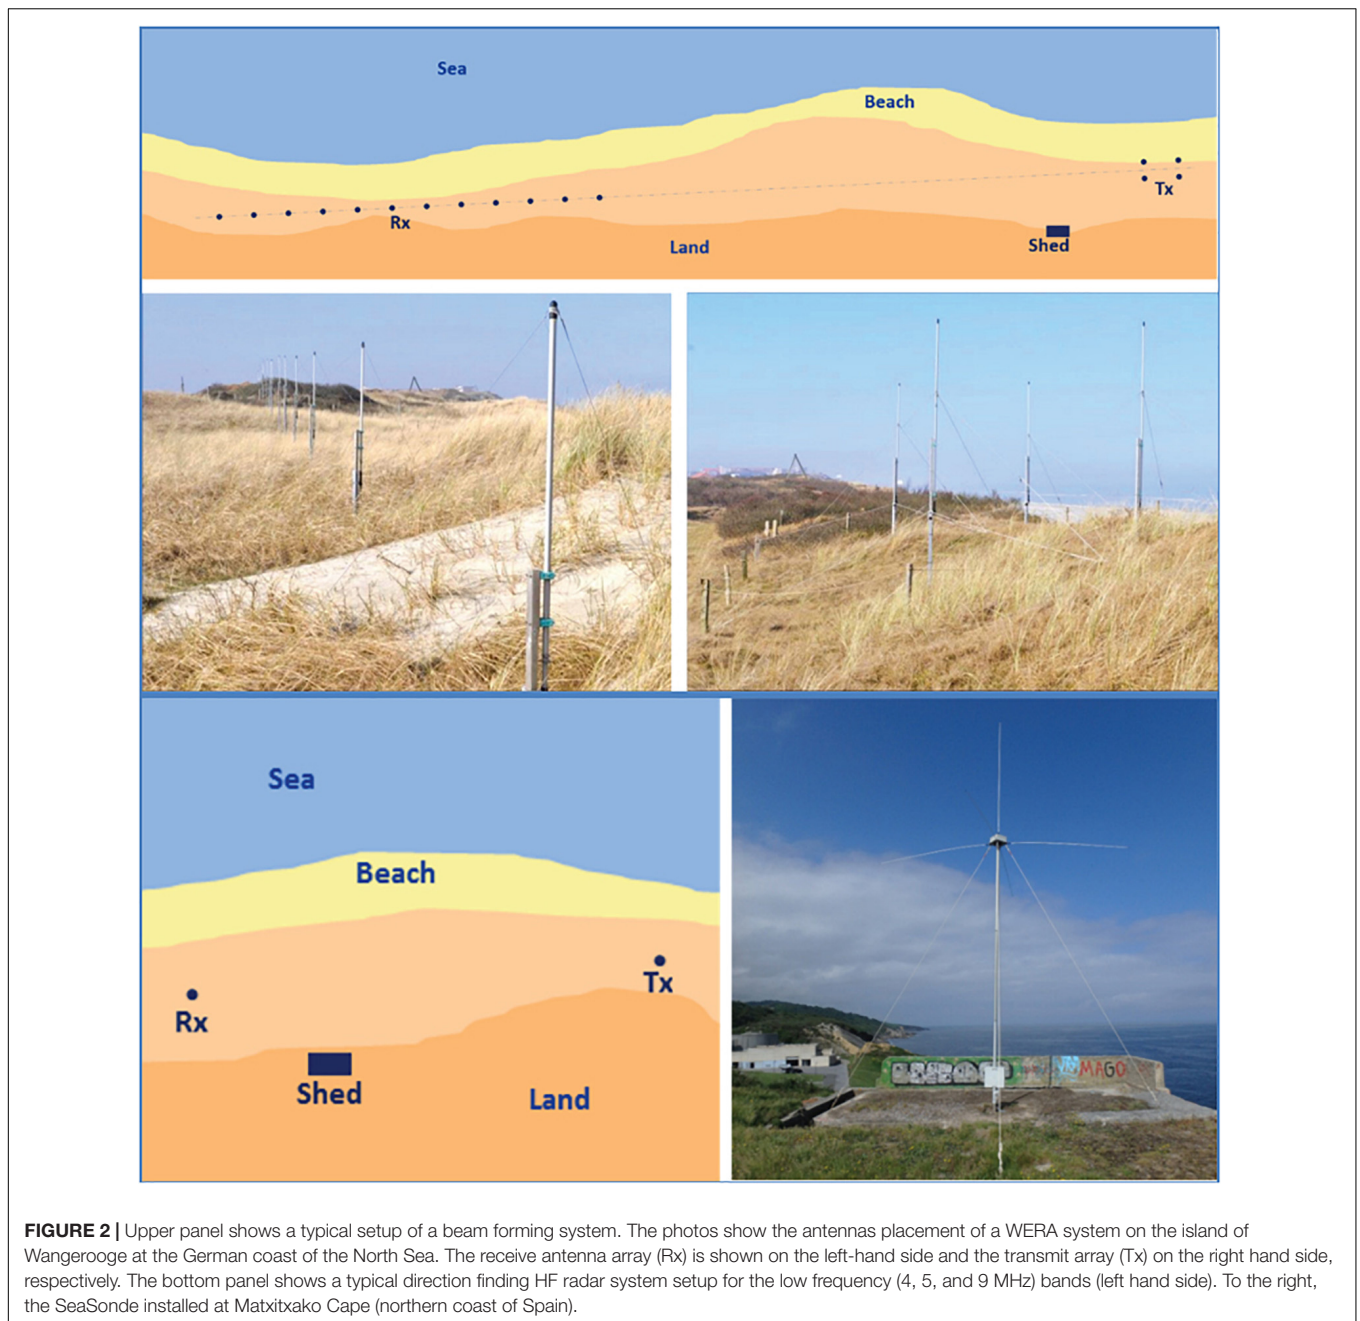 Sea
Beach
Rx
Tx
Land
Shed
Sea
Beach
Rx
Tx
Shed
Land
MAGO
FIGURE 2 | Upper panel shows a typical setup of a beam forming system. The photos show the antennas placement of a WERA system on the island of
Wangerooge at the German coast of the North Sea. The receive antenna array (Rx) is shown on the left-hand side and the transmit array (Tx) on the right hand side,
respectively. The bottom panel shows a typical direction finding HF radar system setup for the low frequency (4, 5, and 9 MHz) bands (left hand side). To the right,
the SeaSonde installed at Matxitxako Cape (northern coast of Spain).